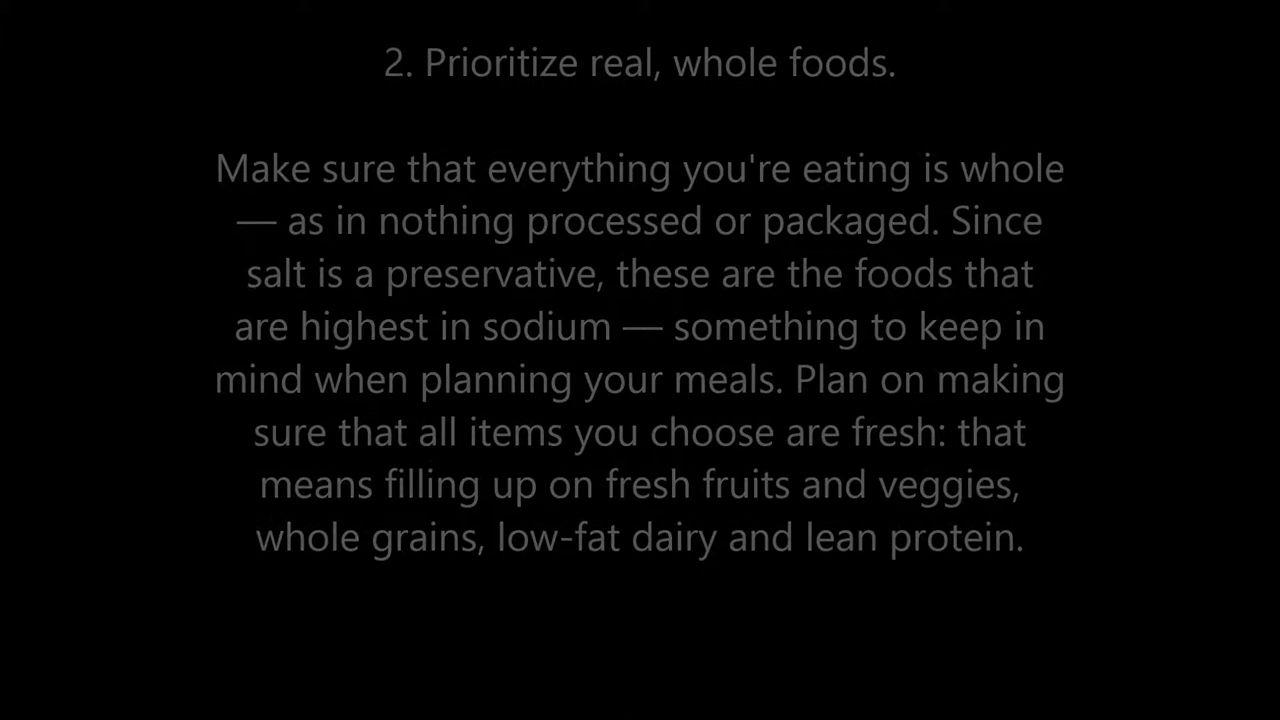 2. Prioritize real, whole foods.
Make sure that everything you're eating is whole
— as in nothing processed or packaged. Since
salt is a preservative, these are the foods that
are highest in sodium — something to keep in
mind when planning your meals. Plan on making
sure that all items you choose are fresh: that
means filling up on fresh fruits and veggies,
whole grains, low-fat dairy and lean protein.